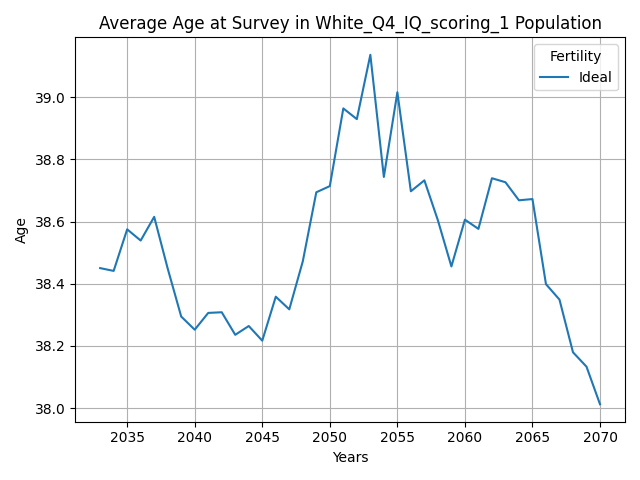 Average Age at Survey in White_Q4_IQ_scoring_1 Population
Fertility
Ideal
39.0
38.8
38.6
38.4
38.2
38.0
Age
2035 2040 2045 2050 2055 2060 2065 2070
Years